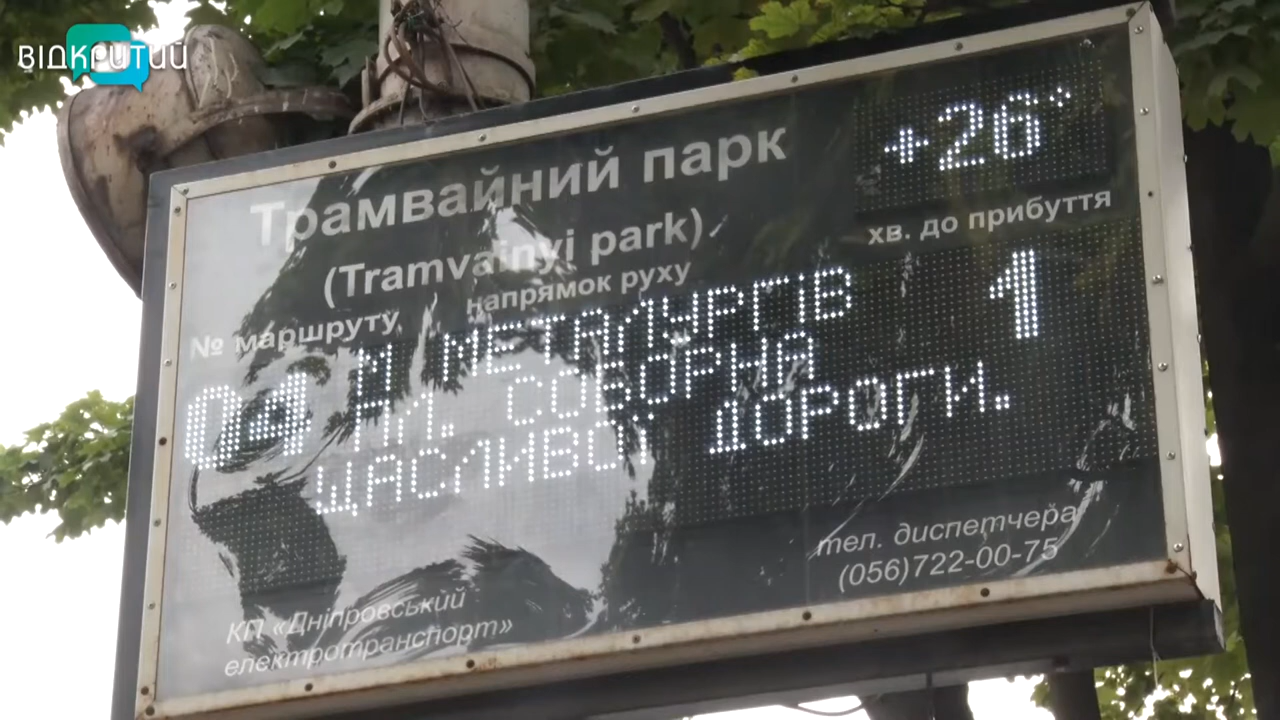 ВІДКРИТИЙ
Трамвайний парк
+26°
(Tramvainyi park)
хв. до прибуття
№ маршруту
напрямок руху
04
М МЕТАЛУРГІВ
1
ПЛ. СОБОРНА
ЩАСЛИВОЇ ДОРОГИ.
тел. диспетчера
(056)722-00-75
КП «Дніпровський
електротранспорт»